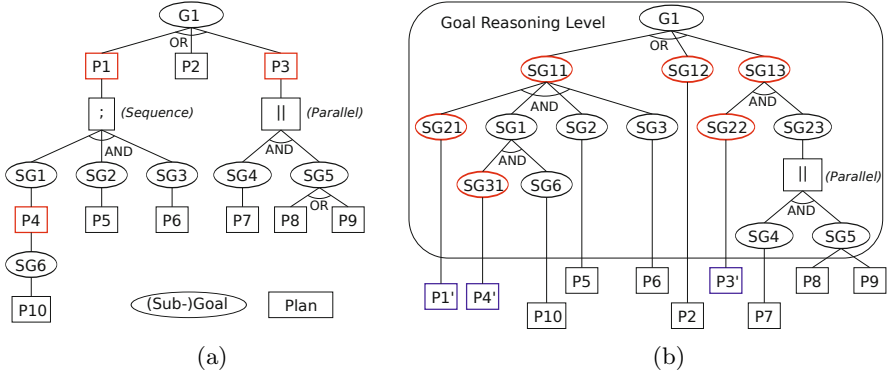 G1
OR
P1
P2
P3
;
(Sequence)
||
(Parallel)
AND
AND
SG1
SG2
SG3
SG4
SG5
OR
P4
P5
P6
P7
P8
P9
SG6
P10
(Sub-)Goal
Plan
(a)
Goal Reasoning Level
G1
OR
SG11
SG12
SG13
AND
AND
SG21
SG1
SG2
SG3
SG22
SG23
AND
SG31
SG6
||
(Parallel)
AND
SG4
SG5
P1'
P4'
P5
P6
P3'
P8
P9
P10
P2
P7
(b)